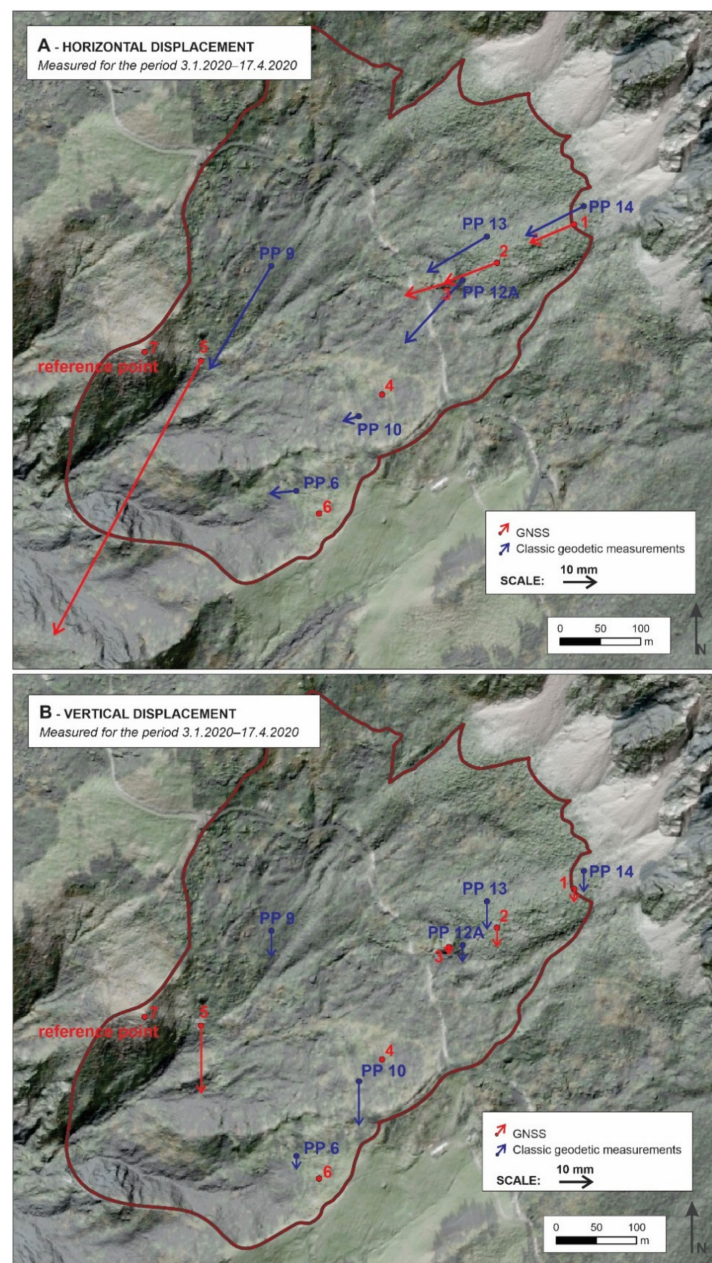 A - HORIZONTAL DISPLACEMENT
Measured for the period 3.1.2020–17.4.2020
PP 14
1
PP 13
2
PP 9
PP 12A
3
7
5
reference point
4
PP 10
PP 6
6
GNSS
Classic geodetic measurements
SCALE: 10 mm
0 50 100
m
N
B - VERTICAL DISPLACEMENT
Measured for the period 3.1.2020–17.4.2020
PP 14
1
PP 13
2
PP 9
PP 12A
3
7
5
reference point
4
PP 10
PP 6
6
GNSS
Classic geodetic measurements
SCALE: 10 mm
0 50 100
m
N